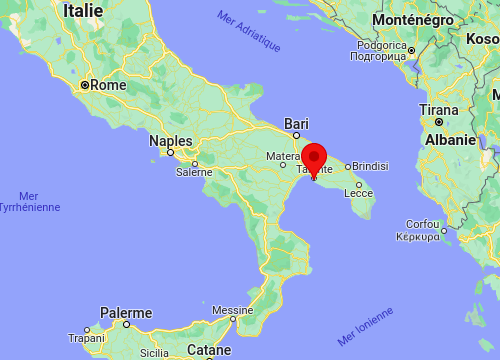 Italie
Mer Adriatique
Monténégro
Podgorica
Подгорица
Koso
Rome
Tirana
Bari
Albanie
Naples
Matera
Salerne
Brindisi
Lecce
Mer
Tyrrhénienne
Corfou
Κέρκυρα
Messine
Palerme
Trapani
Mer Ionienne
Sicilia
Catane